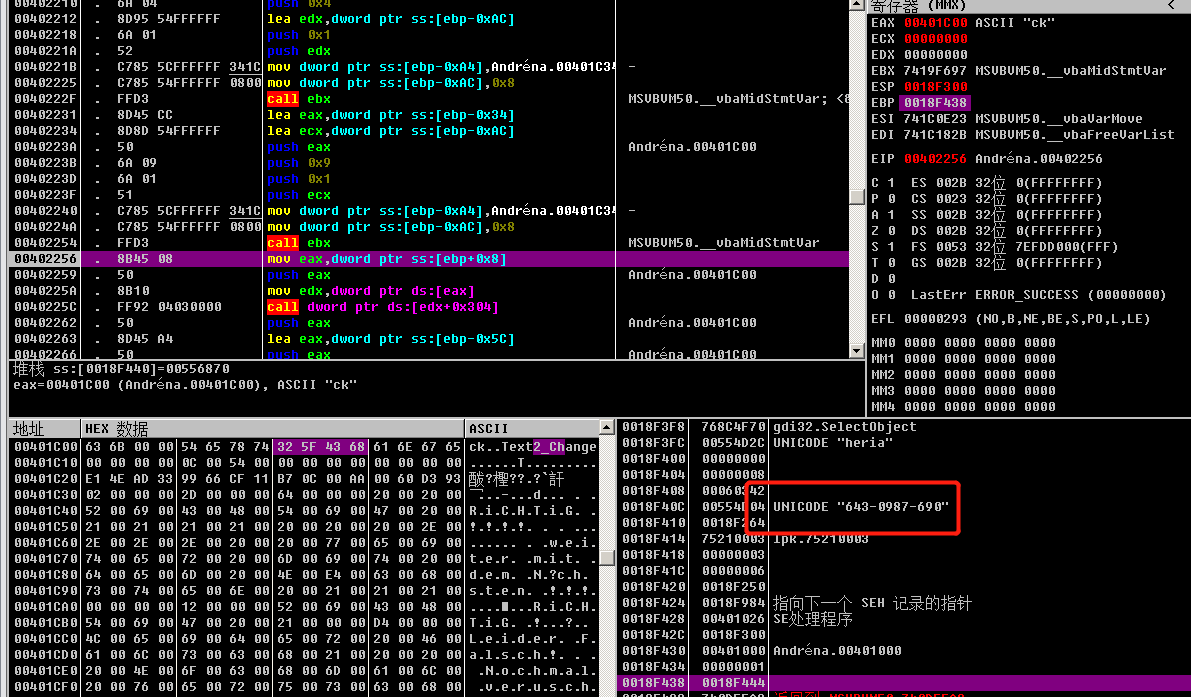 00402210 . 6A 04 push 0x4
00402212 . 8D95 54FFFFFF lea edx,dword ptr ss:[ebp-0xAC]
00402218 . 6A 01 push 0x1
0040221A . 52 push edx
0040221B . C785 5CFFFFFF 341C mov dword ptr ss:[ebp-0xA4],Andréna.00401C34 -
00402225 . C785 54FFFFFF 0800 mov dword ptr ss:[ebp-0xAC],0x8
0040222F . FFD3 call ebx MSVBVM50.__vbaMidStmtVar; <8
00402231 . 8D45 CC lea eax,dword ptr ss:[ebp-0x34]
00402234 . 8D8D 54FFFFFF lea ecx,dword ptr ss:[ebp-0xAC]
0040223A . 50 push eax Andréna.00401C00
0040223B . 6A 09 push 0x9
0040223D . 6A 01 push 0x1
0040223F . 51 push ecx
00402240 . C785 5CFFFFFF 341C mov dword ptr ss:[ebp-0xA4],Andréna.00401C34 -
0040224A . C785 54FFFFFF 0800 mov dword ptr ss:[ebp-0xAC],0x8
00402254 . FFD3 call ebx MSVBVM50.__vbaMidStmtVar
00402256 . 8B45 08 mov eax,dword ptr ss:[ebp+0x8]
00402259 . 50 push eax Andréna.00401C00
0040225A . 8B10 mov edx,dword ptr ds:[eax]
0040225C . FF92 04030000 call dword ptr ds:[edx+0x304]
00402262 . 50 push eax Andréna.00401C00
00402263 . 8D45 A4 lea eax,dword ptr ss:[ebp-0x5C]
00402266 . 50 push eax Andréna.00401C00
堆栈 ss:[0018F440]=00556870
eax=00401C00 (Andréna.00401C00), ASCII "ck"
寄存器 (MMX) <
EAX 00401C00 ASCII "ck"
ECX 00000000
EDX 00000000
EBX 7419F697 MSVBVM50.__vbaMidStmtVar
ESP 0018F300
EBP 0018F438
ESI 741C0E23 MSVBVM50.__vbaVarMove
EDI 741C182B MSVBVM50.__vbaFreeVarList
EIP 00402256 Andréna.00402256
C 1 ES 002B 32位 0(FFFFFFFF)
P 0 CS 0023 32位 0(FFFFFFFF)
A 1 SS 002B 32位 0(FFFFFFFF)
Z 0 DS 002B 32位 0(FFFFFFFF)
S 1 FS 0053 32位 7EFDD000(FFF)
T 0 GS 002B 32位 0(FFFFFFFF)
D 0
O 0 LastErr ERROR_SUCCESS (00000000)
EFL 00000293 (NO,B,NE,BE,S,PO,L,LE)
MM0 0000 0000 0000 0000
MM1 0000 0000 0000 0000
MM2 0000 0000 0000 0000
MM3 0000 0000 0000 0000
MM4 0000 0000 0000 0000
地址 HEX 数据 ASCII
00401C00 63 6B 00 00 54 65 78 74 32 5F 43 68 61 6E 67 65 ck..Text2_Change
00401C10 00 00 00 00 0C 00 54 00 00 00 00 00 00 00 00 00 ......T.........
00401C20 E1 4E AD 33 99 66 CF 11 B7 0C 00 AA 00 60 D3 93
00401C30 02 00 00 00 2D 00 00 00 64 00 00 00 20 00 20 00
00401C40 52 00 69 00 43 00 48 00 54 00 69 00 47 00 20 00 R.i.C.H.T.i.G. .
00401C50 21 00 21 00 21 00 21 00 20 00 20 00 20 00 2E 00 !.!.!.!. . . ...
00401C60 2E 00 2E 00 2E 00 20 00 20 00 77 00 65 00 69 00 ...... . .w.e.i.
00401C70 74 00 65 00 72 00 20 00 6D 00 69 00 74 00 20 00 t.e.r. .m.i.t. .
00401C80 64 00 65 00 6D 00 20 00 4E 00 E4 00 63 00 68 00 d.e.m. .N.?c.h.
00401C90 73 00 74 00 65 00 6E 00 20 00 21 00 21 00 21 00 s.t.e.n. .!.!.!.
00401CA0 00 00 00 00 12 00 00 00 52 00 69 00 43 00 48 00
00401CB0 54 00 69 00 47 00 20 00 21 00 00 00 D4 00 00 00 T.i.G. .!...?..
00401CC0 4C 00 65 00 69 00 64 00 65 00 72 00 20 00 46 00 L.e.i.d.e.r. .F.
00401CD0 61 00 6C 00 73 00 63 00 68 00 21 00 20 00 20 00 a.l.s.c.h.!. . .
00401CE0 20 00 4E 00 6F 00 63 00 68 00 6D 00 61 00 6C 00 .N.o.c.h.m.a.l.
00401CF0 20 00 76 00 65 00 72 00 75 00 73 00 63 00 68 00 .v.e.r.u.s.c.h.
0018F3F8 768C4F70 gdi32.SelectObject
0018F3FC 00554D2C UNICODE "heria"
0018F400 00000000
0018F404 00000008
0018F408 00060342
0018F40C 00554D04 UNICODE "643-0987-690"
0018F410 0018F264
0018F414 75210003 lpk.75210003
0018F418 00000003
0018F41C 00000006
0018F420 0018F250
0018F424 0018F984 指向下一个 SEH 记录的指针
0018F428 00401026 SE处理程序
0018F42C 0018F300
0018F430 00401000 Andréna.00401000
0018F434 00000001
0018F438 0018F444